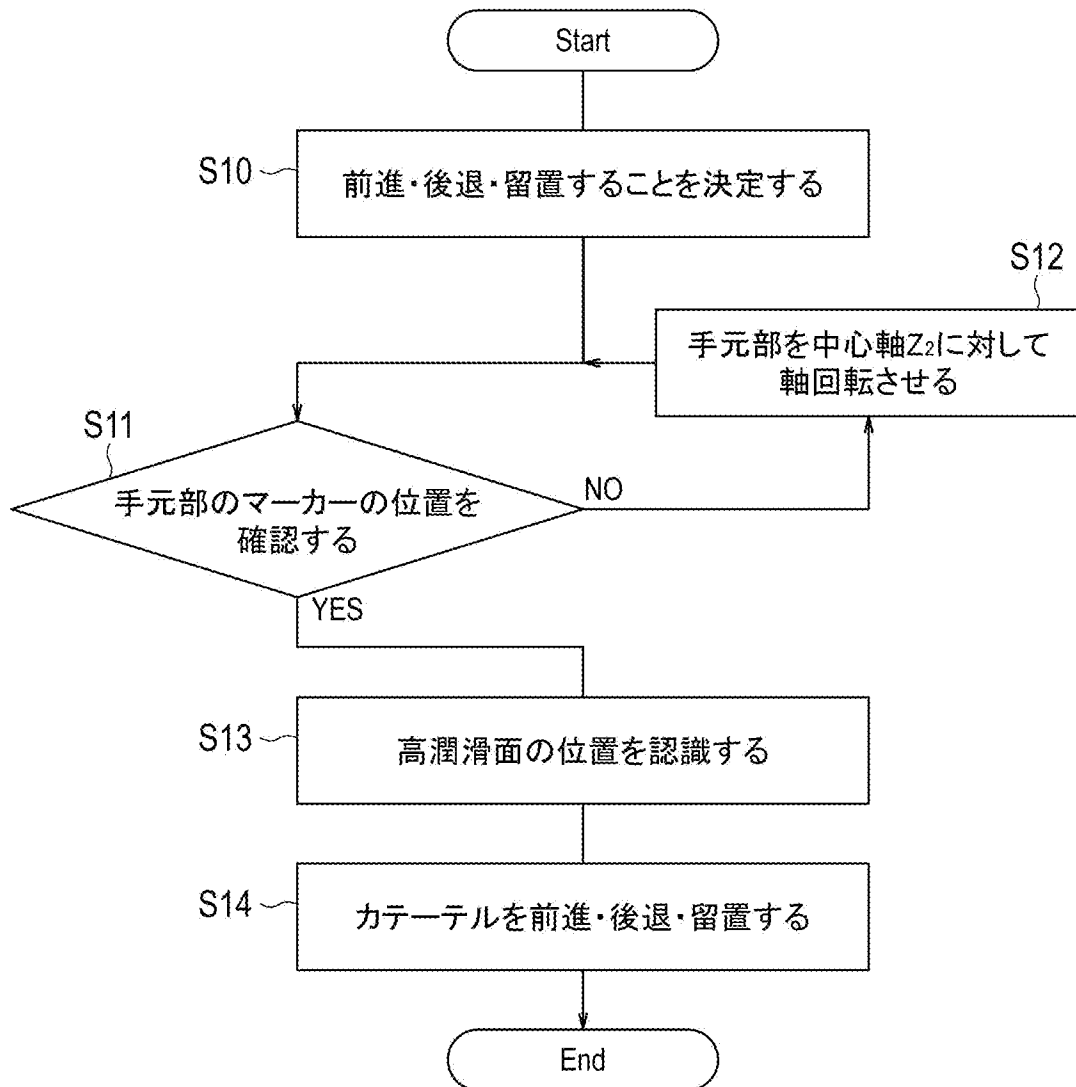 Start
S10
前進・後退・留置することを決定する
S12
手元部を中心軸Z₂に対して
軸回転させる
S11
手元部のマーカーの位置を
確認する
NO
YES
S13
高潤滑面の位置を認識する
S14
カテーテルを前進・後退・留置する
End